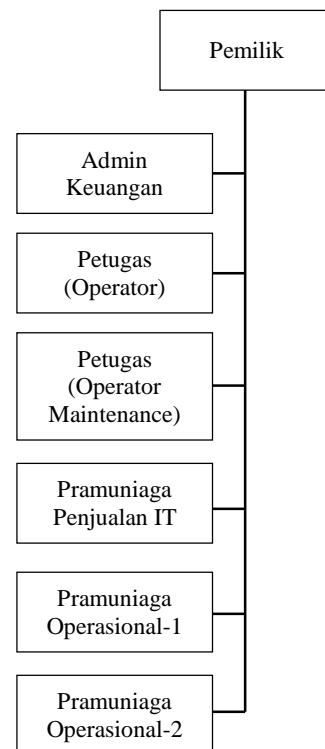 Pemilik
Admin
Keuangan
Petugas
(Operator)
Petugas
(Operator
Maintenance)
Pramuniaga
Penjualan IT
Pramuniaga
Operasional-1
Pramuniaga
Operasional-2